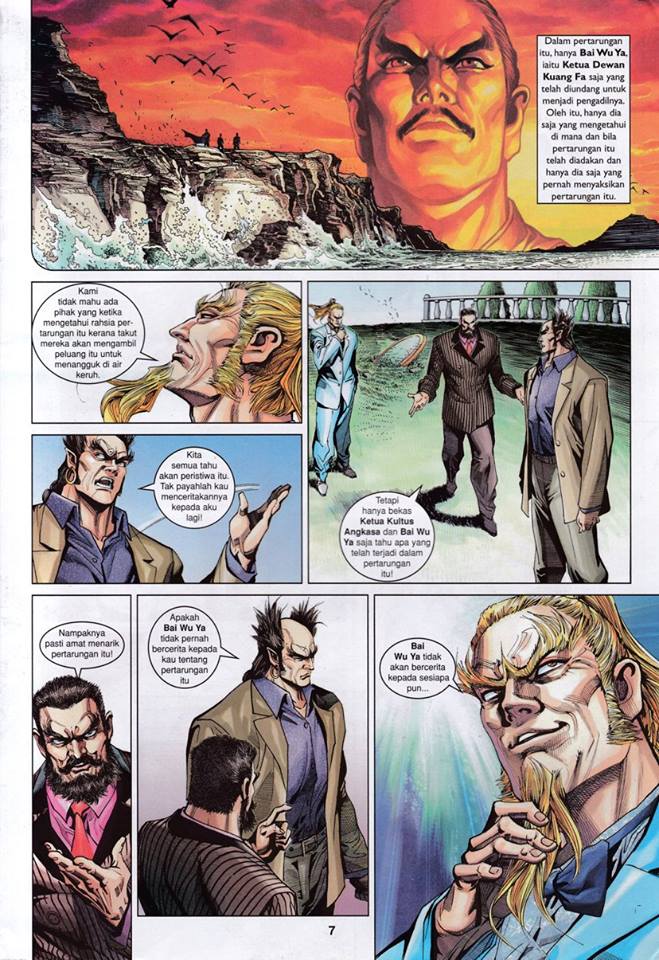 Dalam pertarungan
itu, hanya Bai Wu Ya,
iaitu Ketua Dewan
Kuang Fa saja yang
telah diundang untuk
menjadi pengadilnya.
Oleh itu, hanya dia
saja yang mengetahui
di mana dan bila
pertarungan itu
telah diadakan dan
hanya dia saja yang
pernah menyaksikan
pertarungan itu.
Kami
tidak mahu ada
pihak yang ketika
mengetahui rahsia per-
tarungan itu kerana takut
mereka akan mengambil
peluang itu untuk
menangguk di air
keruh.
Kita
semua tahu
akan peristiwa itu.
Tak payahlah kau
menceritakannya
kepada aku
lagi!
Tetapi
hanya bekas
Ketua Kultus
Angkasa dan Bai Wu
Ya saja tahu apa yang
telah terjadi dalam
pertarungan
itu!
Nampaknya
pasti amat menarik
pertarungan itu!
Apakah
Bai Wu Ya
tidak pernah
bercerita kepada
kau tentang
pertarungan
itu
Bai
Wu Ya tidak
akan bercerita
kepada sesiapa
pun...
7